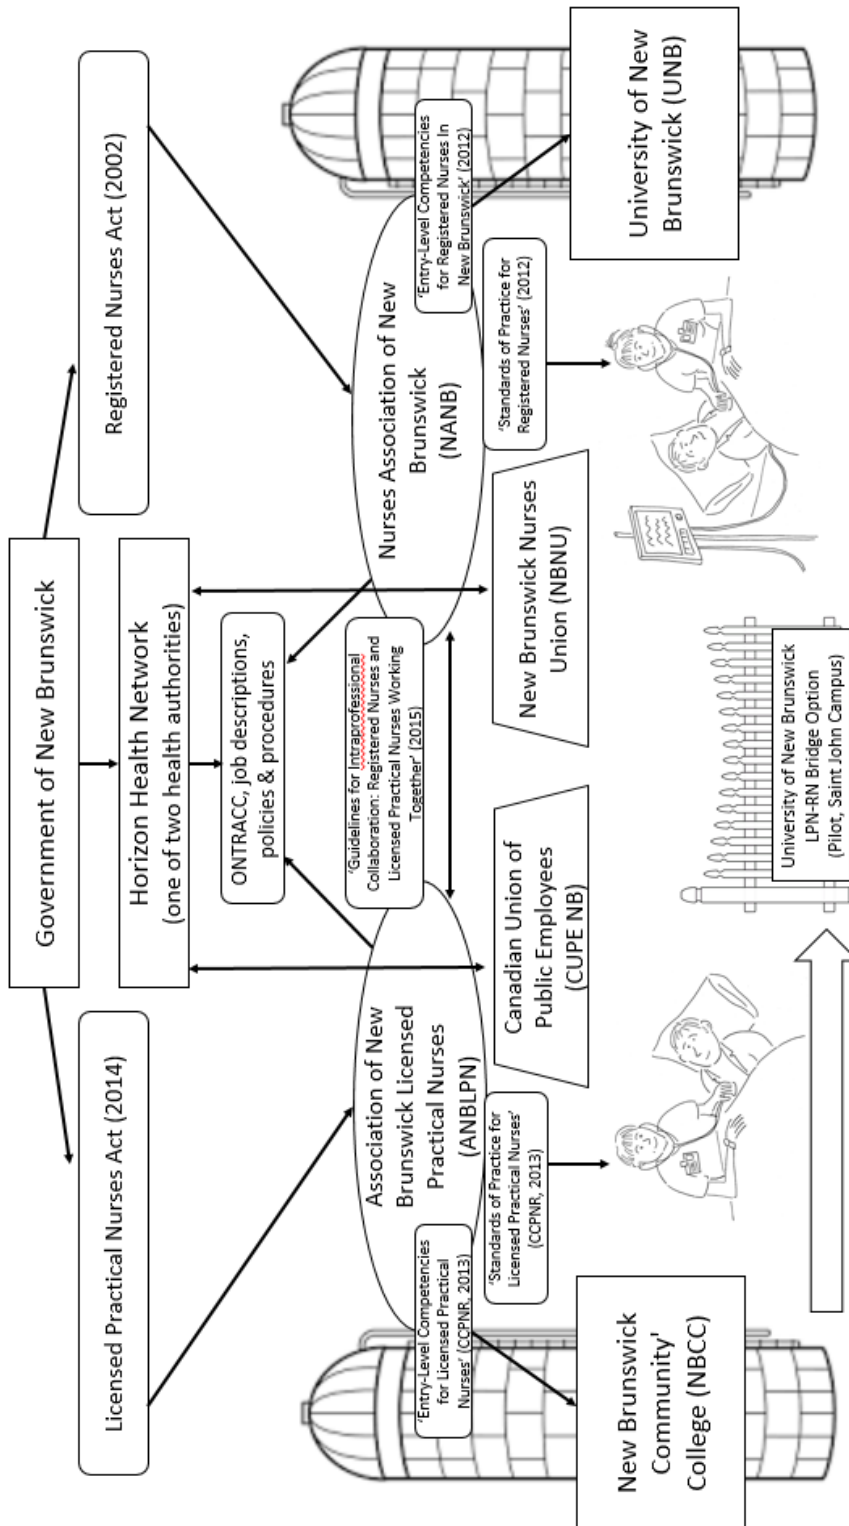 Government of New Brunswick
Licensed Practical Nurses Act (2014)
Registered Nurses Act (2002)
Horizon Health Network
(one of two health authorities)
ONTRACC, job descriptions,
policies & procedures
'Guidelines for Intraprofessional
Collaboration: Registered Nurses and
Licensed Practical Nurses Working
Together' (2015)
Association of New
Brunswick Licensed
Practical Nurses
(ANBLPN)
Nurses Association of New
Brunswick
(NANB)
'Entry-Level Competencies
for Licensed Practical
Nurses' (CCPNR, 2013)
'Entry-Level Competencies
for Registered Nurses In
New Brunswick' (2012)
'Standards of Practice for
Licensed Practical Nurses'
(CCPNR, 2013)
Canadian Union of
Public Employees
(CUPE NB)
New Brunswick Nurses
Union (NBNU)
'Standards of Practice for
Registered Nurses' (2012)
New Brunswick
Community'
College (NBCC)
University of New
Brunswick (UNB)
University of New Brunswick
LPN-RN Bridge Option
(Pilot, Saint John Campus)